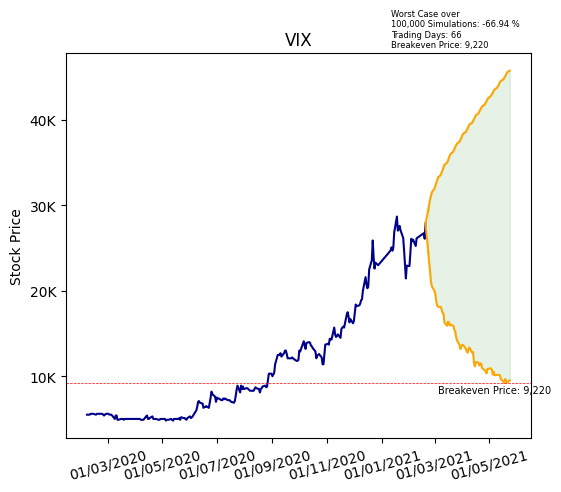 Worst Case over
100,000 Simulations: -66.94 %
Trading Days: 66
Breakeven Price: 9,220
VIX
Stock Price
40K
30K
20K
10K
Breakeven Price: 9,220
01/03/2020
01/05/2020
01/07/2020
01/09/2020
01/11/2020
01/01/2021
01/03/2021
01/05/2021